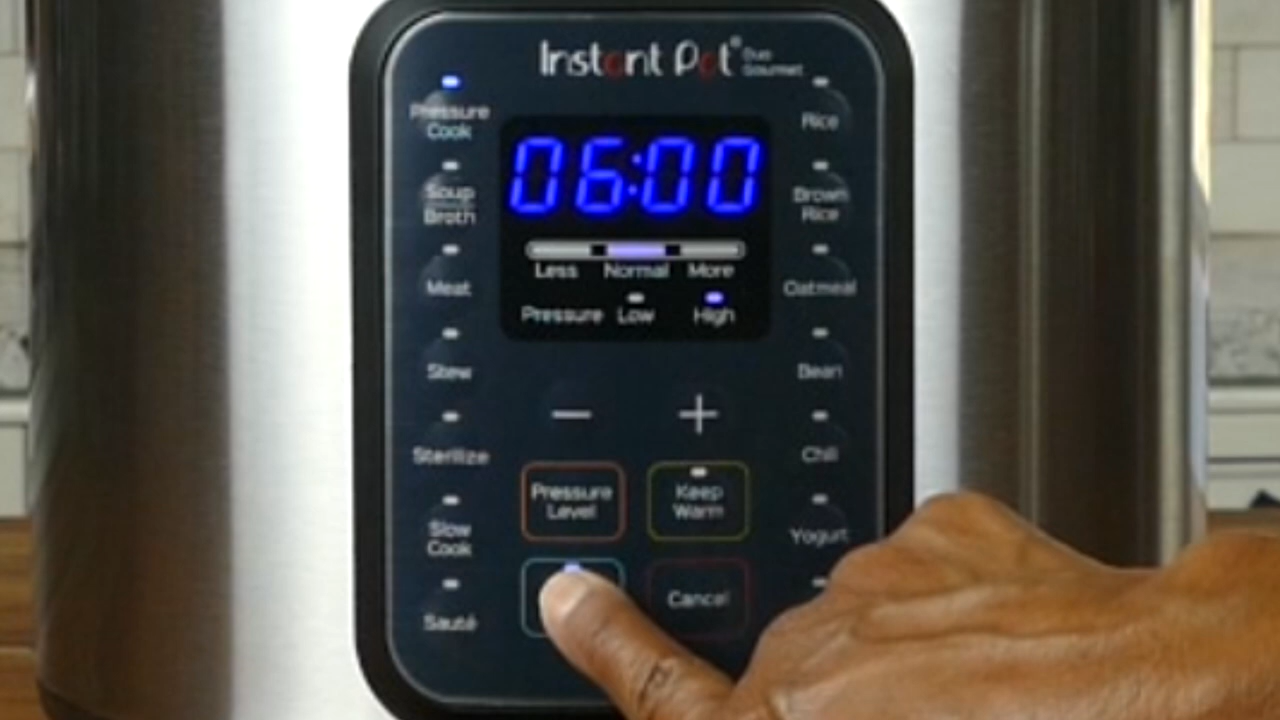 Instant Pot® Duo
Gourmet
Pressure
Cook
Soup
Broth
Meat
Stew
Sterilize
Slow
Cook
Sauté
06:00
Less Normal More
Pressure Low High
− +
Pressure
Level
Keep
Warm
Cancel
Rice
Brown
Rice
Oatmeal
Bean
Chili
Yogurt